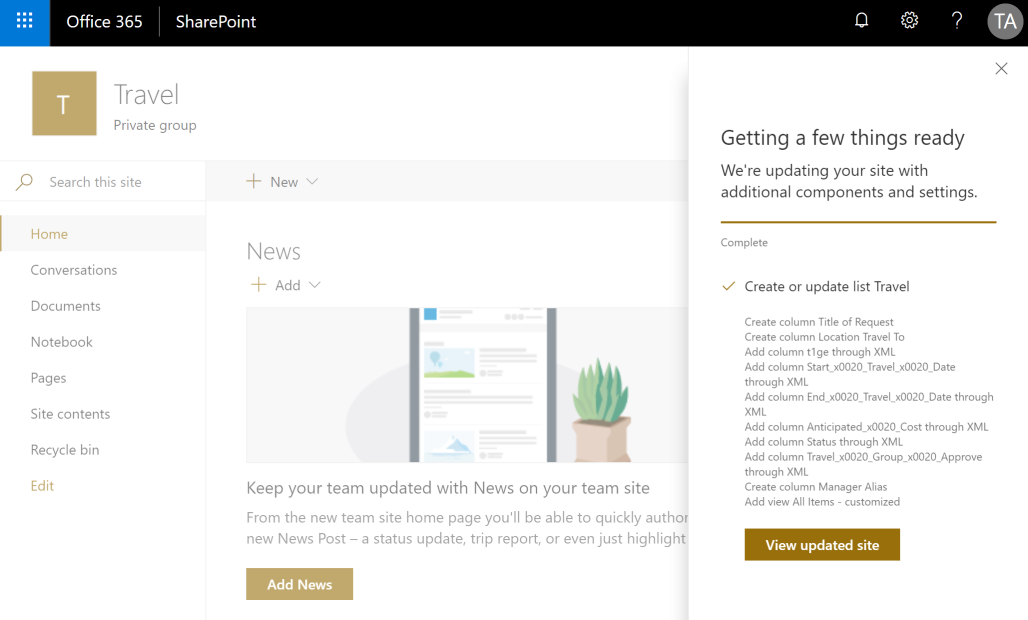 Office 365
SharePoint
TA
T
Travel
Private group
Search this site
New
Home
Conversations
Documents
Notebook
Pages
Site contents
Recycle bin
Edit
News
Add
Keep your team updated with News on your team site
From the new team site home page you'll be able to quickly author
new News Post – a status update, trip report, or even just highlight
Add News
Getting a few things ready
We're updating your site with
additional components and settings.
Complete
Create or update list Travel
Create column Title of Request
Create column Location Travel To
Add column t1ge through XML
Add column Start_x0020_Travel_x0020_Date
through XML
Add column End_x0020_Travel_x0020_Date through
XML
Add column Anticipated_x0020_Cost through XML
Add column Status through XML
Add column Travel_x0020_Group_x0020_Approve
through XML
Create column Manager Alias
Add view All Items - customized
View updated site